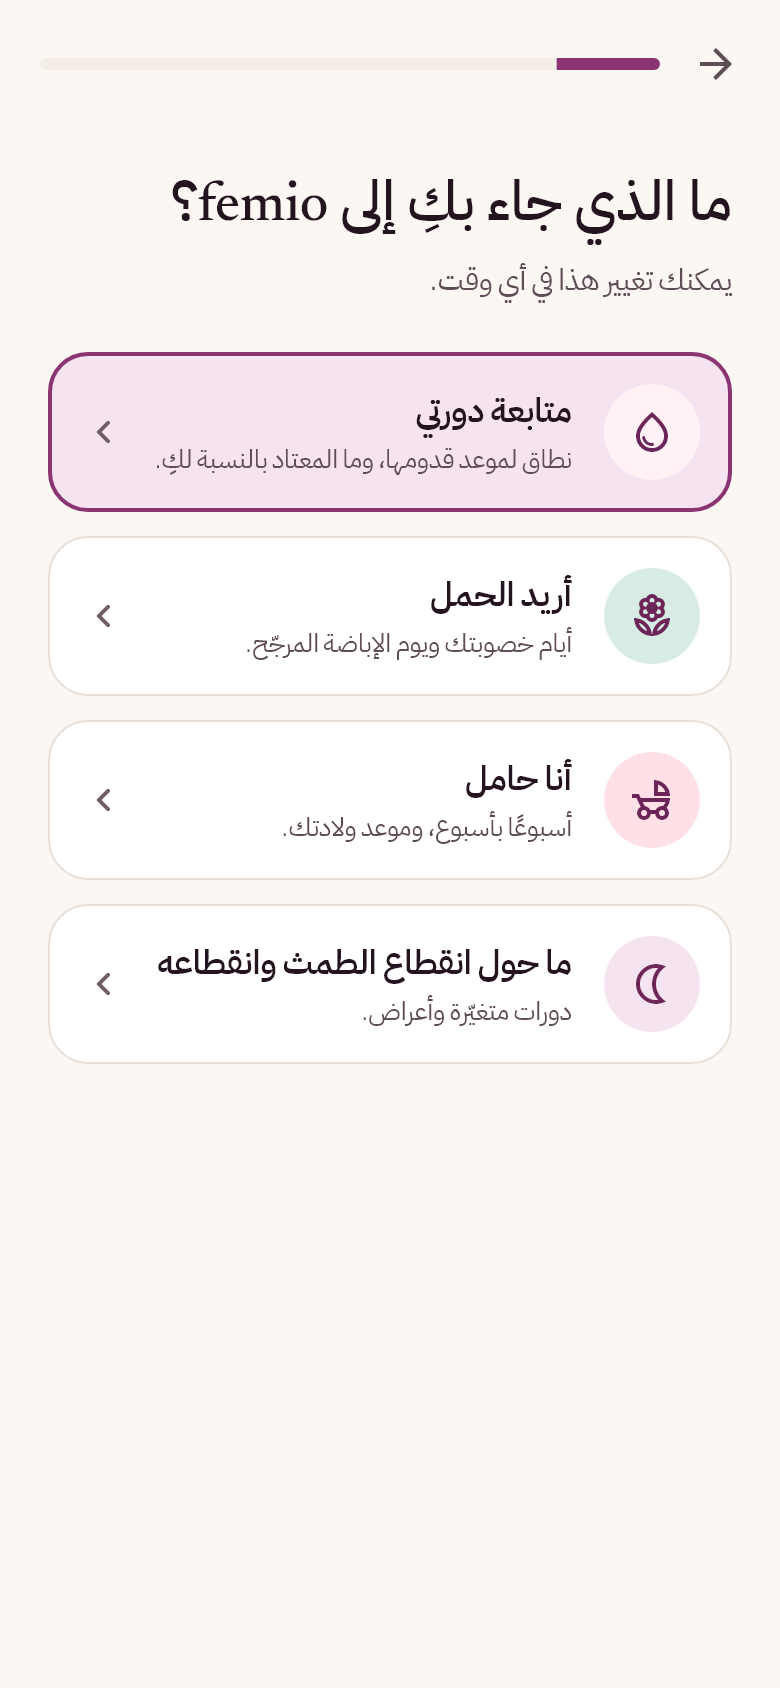 ما الذي جاء بكِ إلى femio؟
يمكنك تغيير هذا في أي وقت.
متابعة دورتي
نطاق لموعد قدومها، وما المعتاد بالنسبة لكِ.
أريد الحمل
أيام خصوبتك ويوم الإباضة المرجّح.
أنا حامل
أسبوعًا بأسبوع، وموعد ولادتك.
ما حول انقطاع الطمث وانقطاعه
دورات متغيّرة وأعراض.